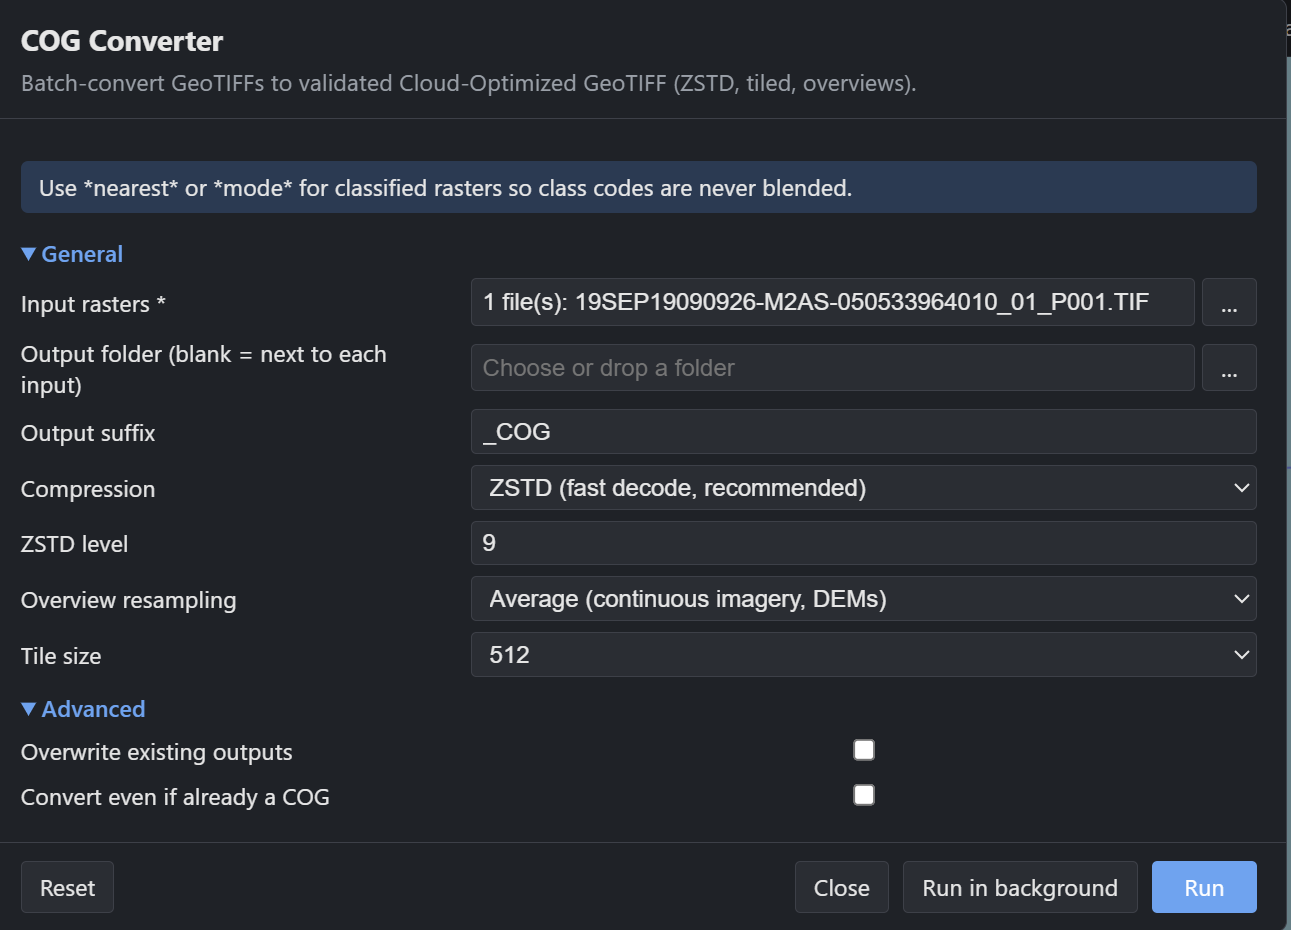 COG Converter
Batch-convert GeoTIFFs to validated Cloud-Optimized GeoTIFF (ZSTD, tiled, overviews).
Use *nearest* or *mode* for classified rasters so class codes are never blended.
General
Input rasters *
1 file(s): 19SEP19090926-M2AS-050533964010_01_P001.TIF
...
Output folder (blank = next to each
input)
Choose or drop a folder
...
Output suffix
_COG
Compression
ZSTD (fast decode, recommended)
ZSTD level
9
Overview resampling
Average (continuous imagery, DEMs)
Tile size
512
Advanced
Overwrite existing outputs
Convert even if already a COG
Reset
Close
Run in background
Run